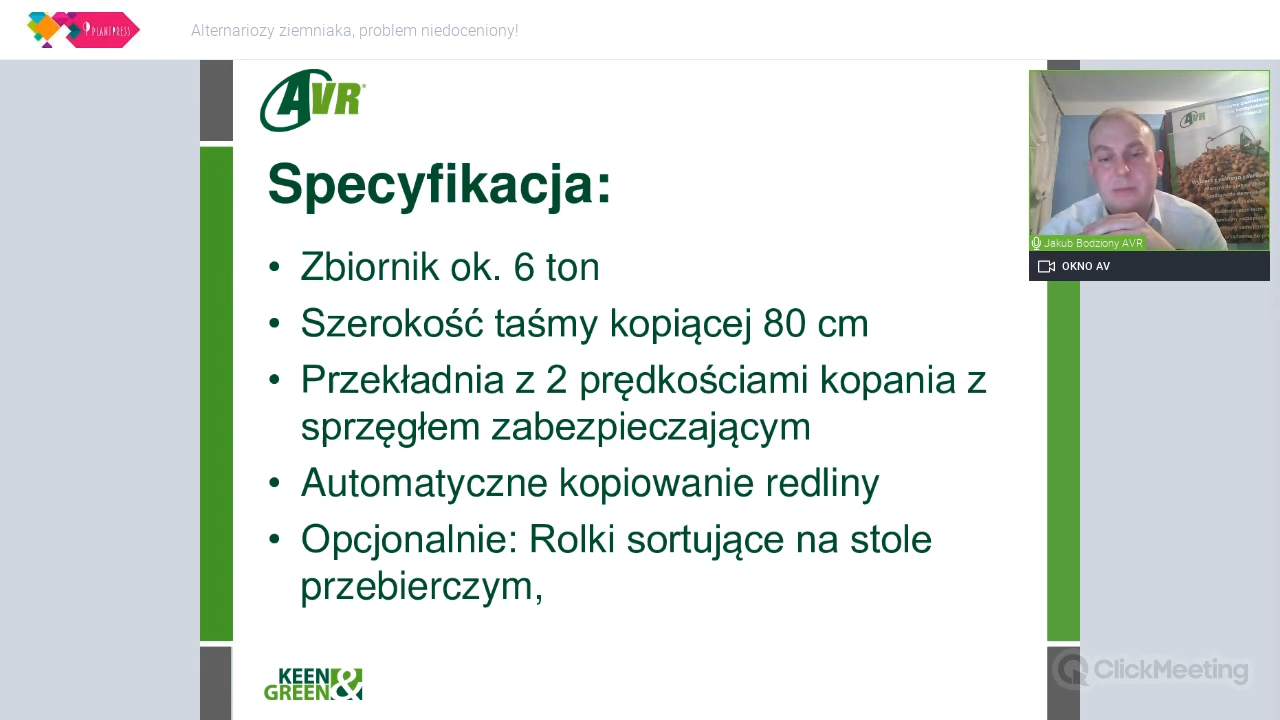 PLANTPRESS
Alternariozy ziemniaka, problem niedoceniony!
AVR
Specyfikacja:
• Zbiornik ok. 6 ton
• Szerokość taśmy kopiącej 80 cm
• Przekładnia z 2 prędkościami kopania z
sprzęgłem zabezpieczającym
• Automatyczne kopiowanie redliny
• Opcjonalnie: Rolki sortujące na stole
przebierczym,
KEEN
GREEN&
AVR
Jakub Bodziony AVR
OKNO AV
ClickMeeting